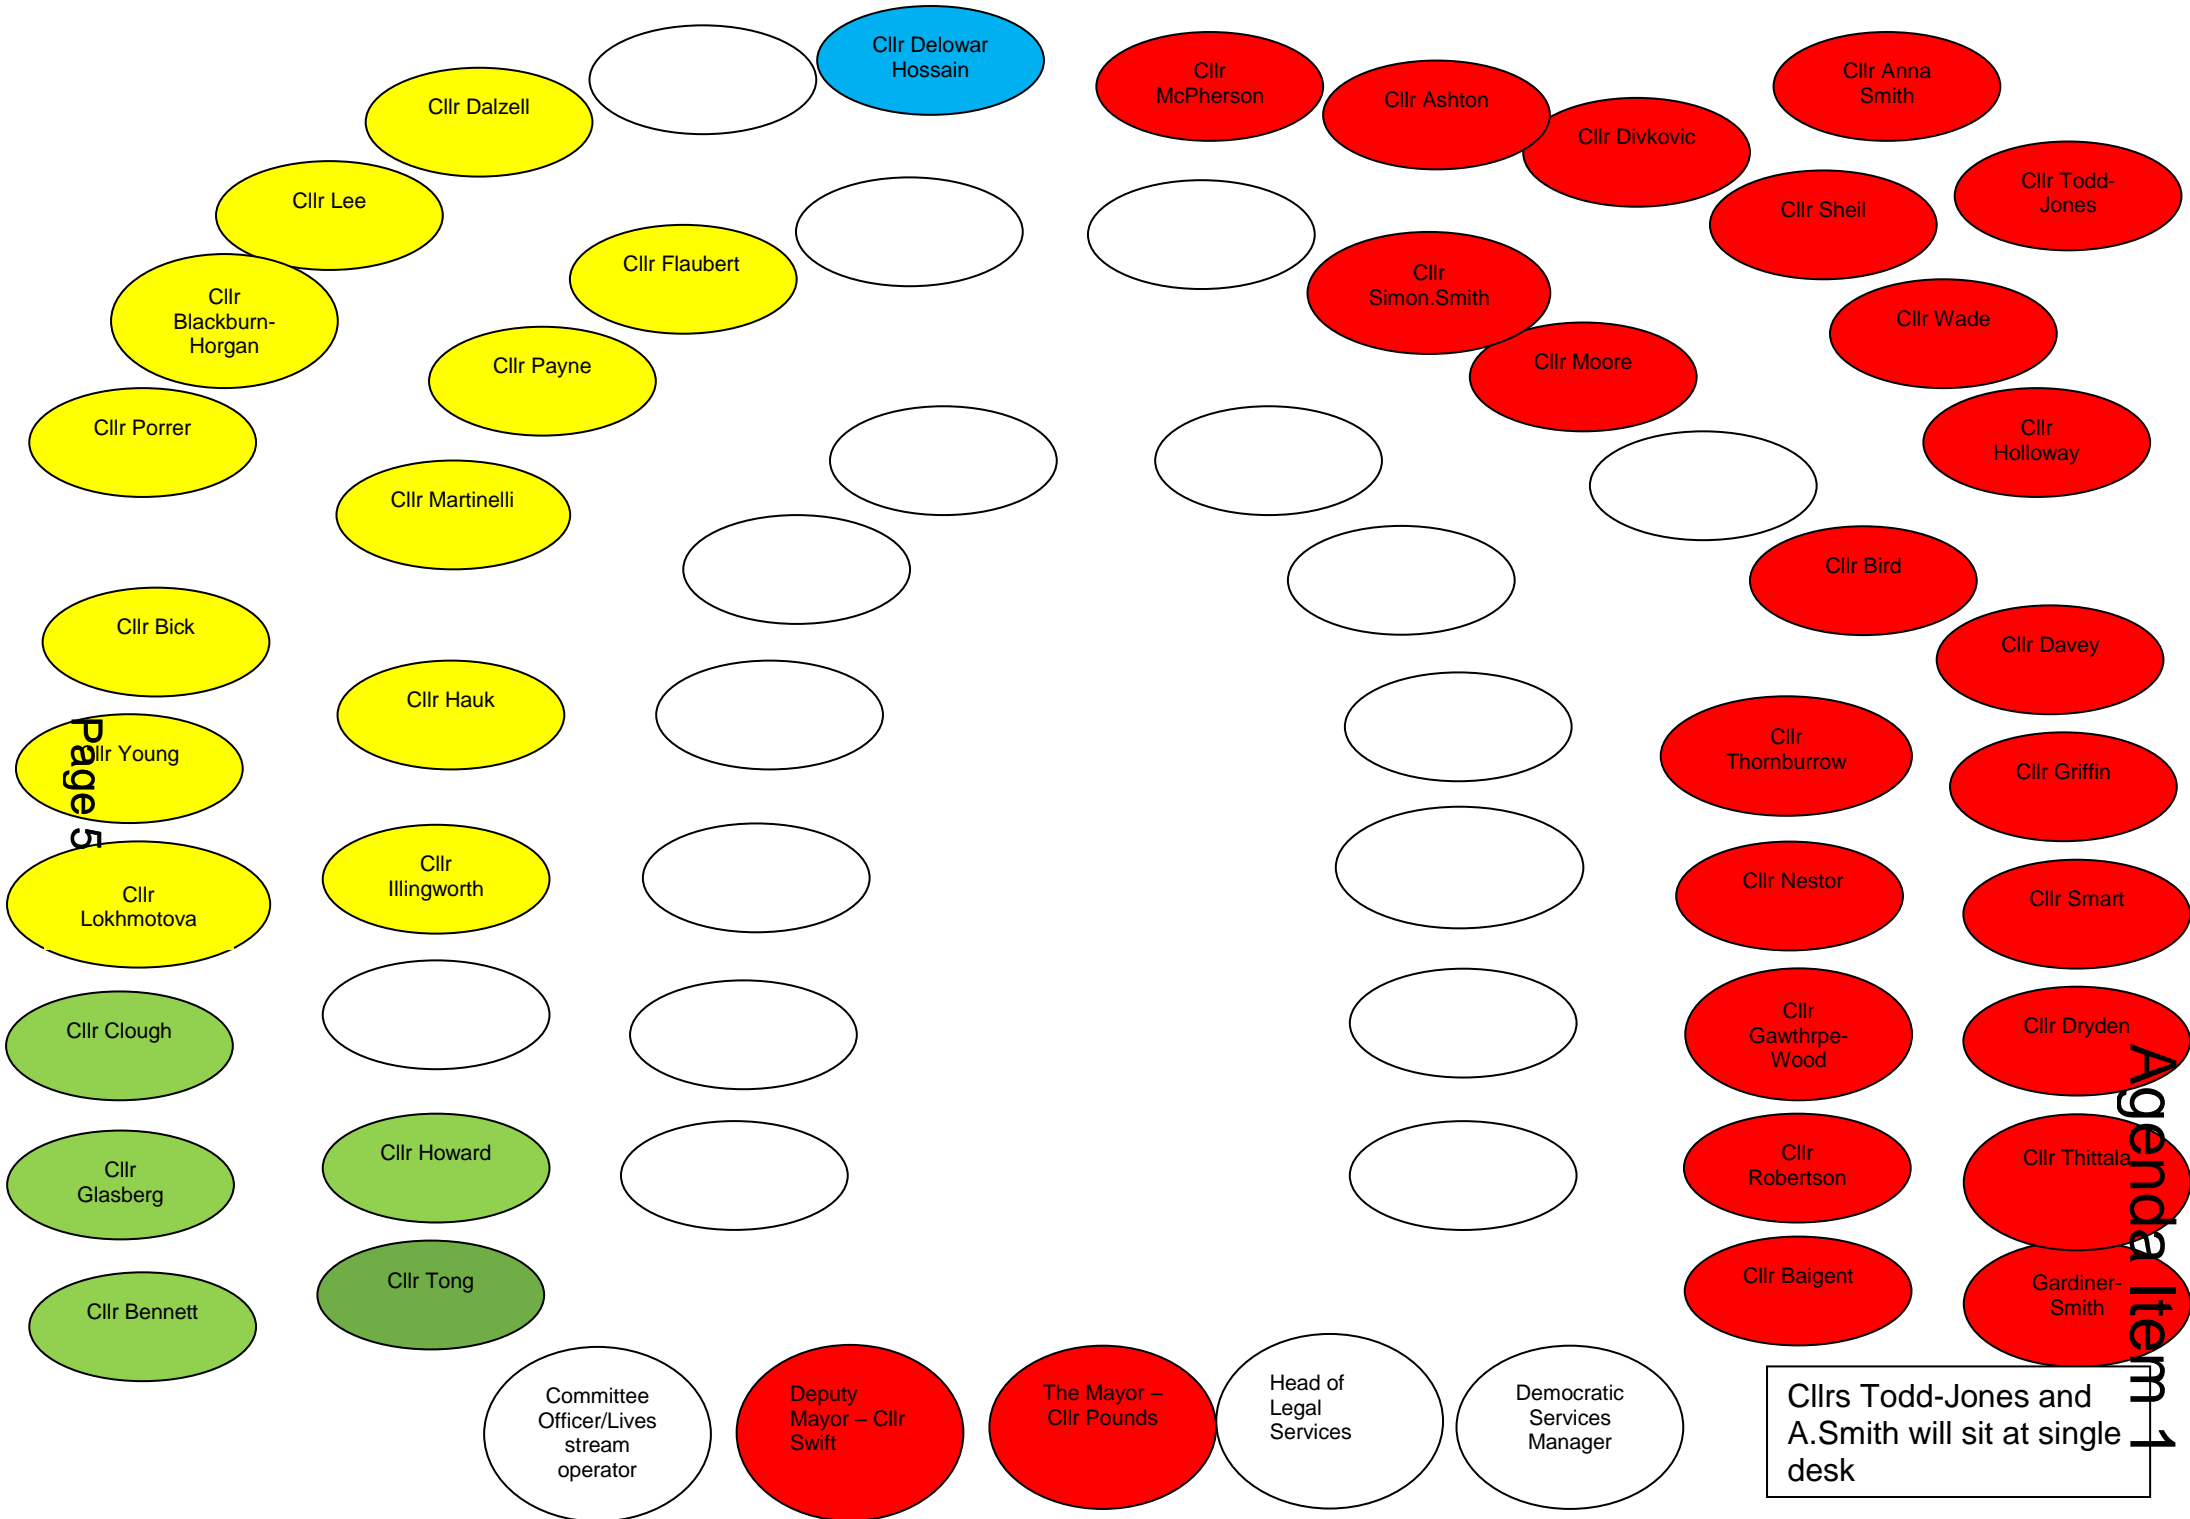 Cllr Delowar
Hossain
Cllr
McPherson
Cllr Ashton
Cllr Divkovic
Cllr Anna
Smith
Cllr Dalzell
Cllr Lee
Cllr Sheil
Cllr Todd-
Jones
Cllr
Blackburn-
Horgan
Cllr Flaubert
Cllr
Simon.Smith
Cllr Wade
Cllr Payne
Cllr Moore
Cllr Porrer
Cllr
Holloway
Cllr Martinelli
Cllr Bird
Cllr Bick
Cllr Davey
Cllr Hauk
Cllr
Thornburrow
Cllr Young
Page 5
Cllr Griffin
Cllr
Lokhmotova
Cllr
Illingworth
Cllr Nestor
Cllr Smart
Cllr Clough
Cllr
Gawthrpe-
Wood
Cllr Dryden
Cllr
Glasberg
Cllr Howard
Cllr
Robertson
Cllr Thittala
Cllr Bennett
Cllr Tong
Cllr Baigent
Gardiner-
Smith
Agenda Item 1
Committee
Officer/Lives
stream
operator
Deputy
Mayor – Cllr
Swift
The Mayor –
Cllr Pounds
Head of
Legal
Services
Democratic
Services
Manager
Cllrs Todd-Jones and
A.Smith will sit at single
desk